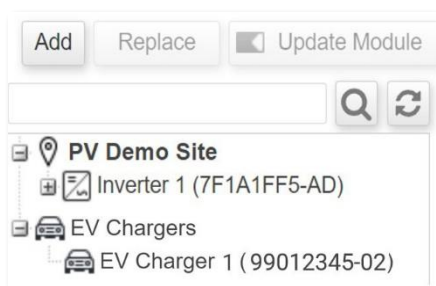 Add Replace Update Module
PV Demo Site
Inverter 1 (7F1A1FF5-AD)
EV Chargers
EV Charger 1 (99012345-02)